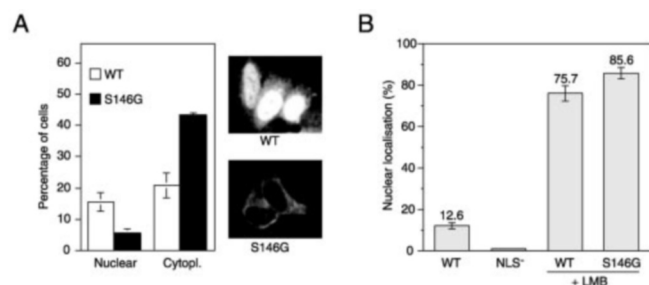 A
Percentage of cells
60
50
40
30
20
10
0
WT
S146G
Nuclear
Cytopl.
WT
S146G
B
Nuclear localisation (%)
100
80
60
40
20
0
12.6
75.7
85.6
WT
NLS-
WT
S146G
+ LMB